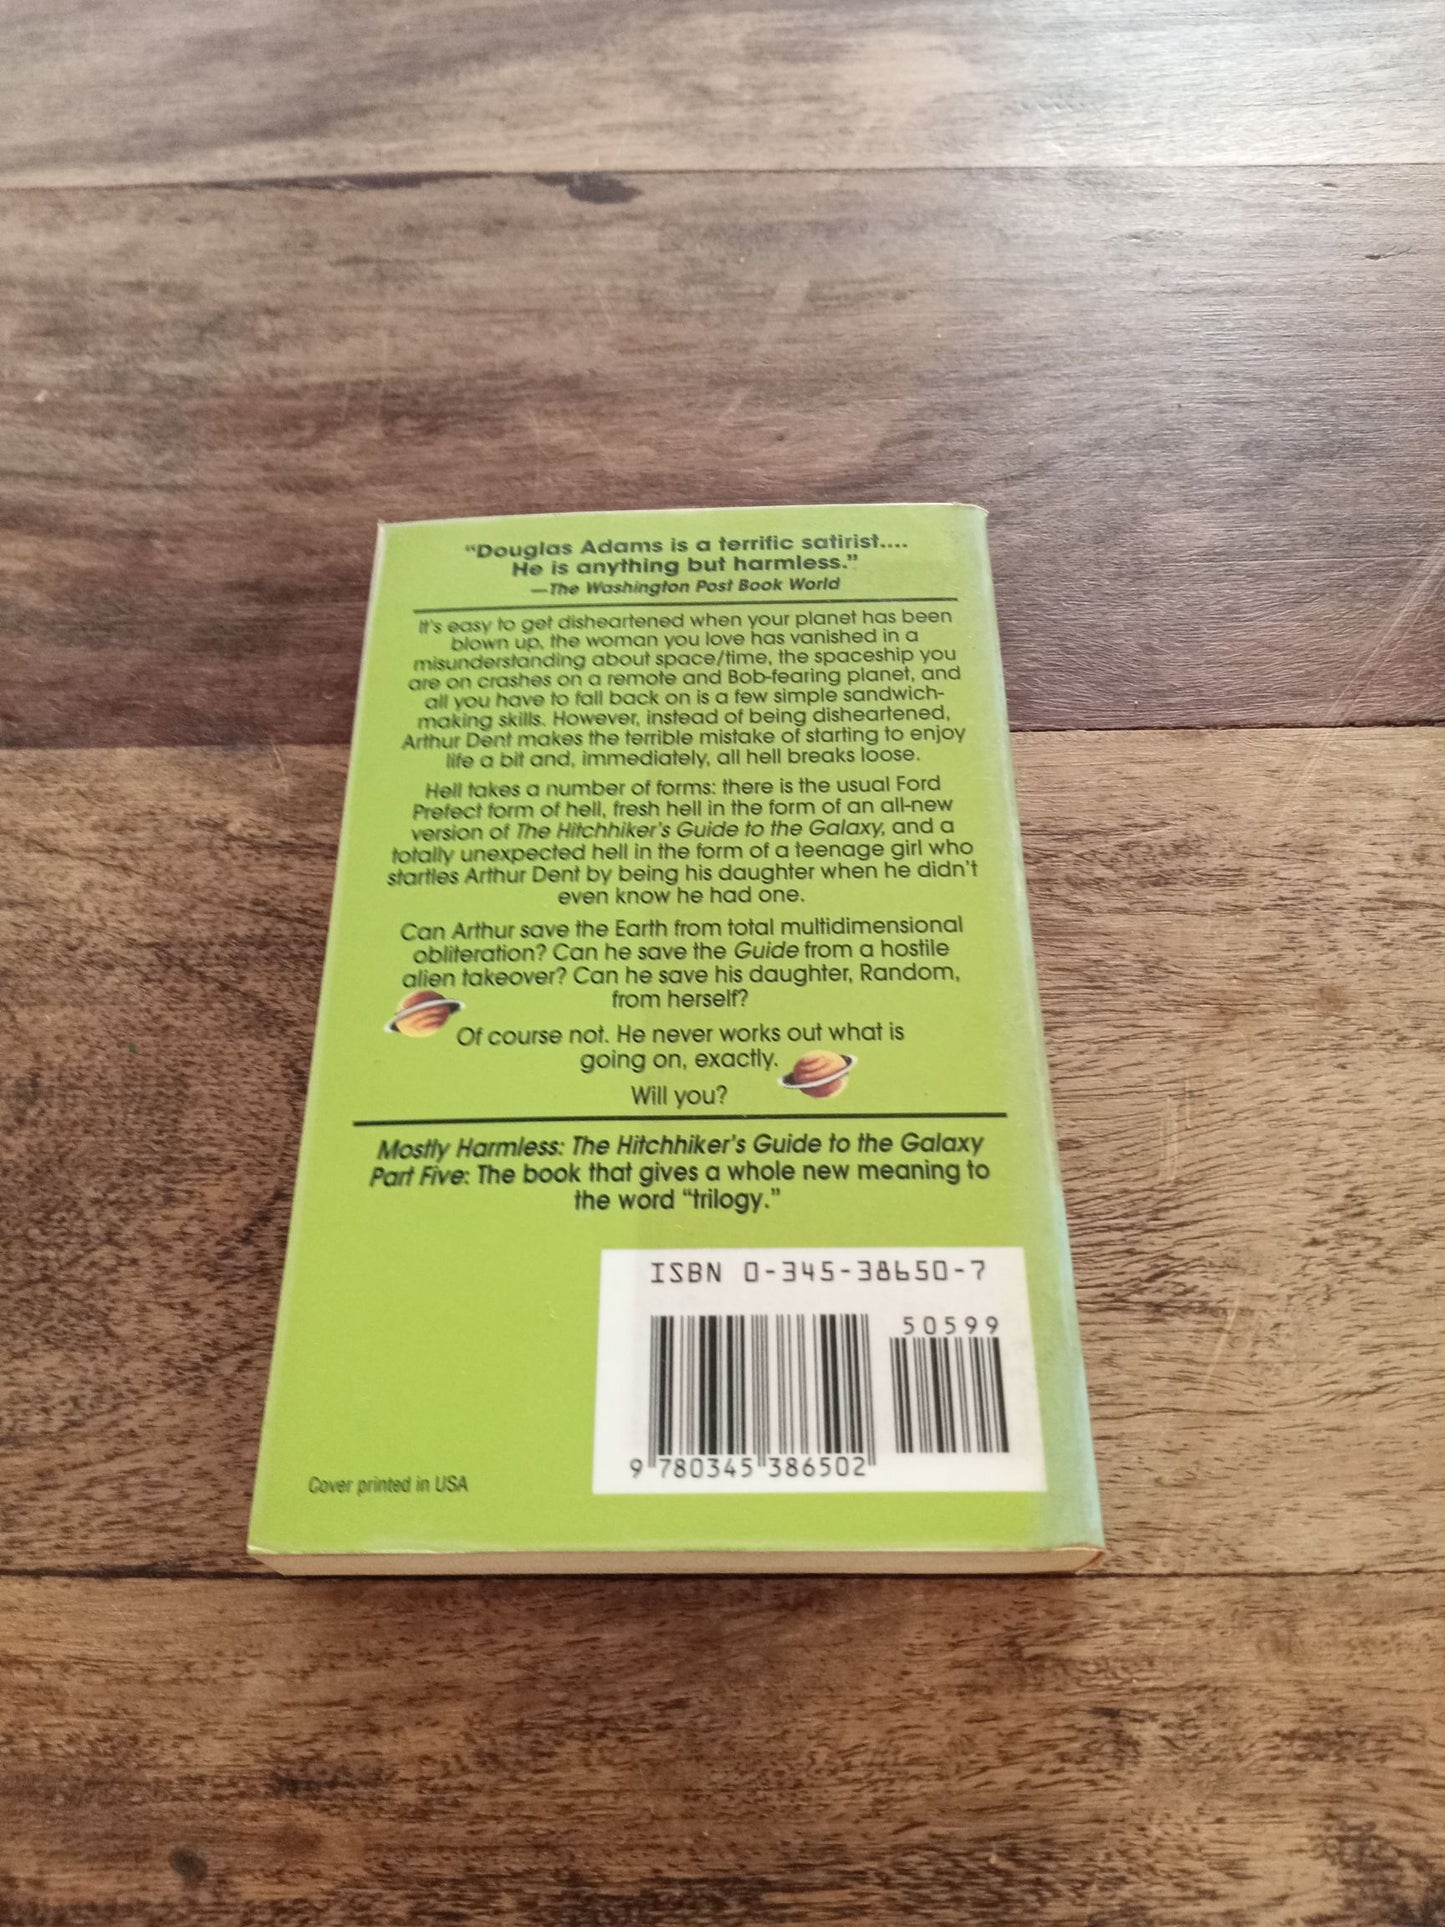 “Douglas Adams is a terrific satirist....
He is anything but harmless.”
—The Washington Post Book World
It’s easy to get disheartened when your planet has been
blown up, the woman you love has vanished in a
misunderstanding about space/time, the spaceship you
are on crashes on a remote and Bob-fearing planet, and
all you have to fall back on is a few simple sandwich-
making skills. However, instead of being disheartened,
Arthur Dent makes the terrible mistake of starting to enjoy
life a bit and, immediately, all hell breaks loose.
Hell takes a number of forms: there is the usual Ford
Prefect form of hell, fresh hell in the form of an all-new
version of The Hitchhiker’s Guide to the Galaxy, and a
totally unexpected hell in the form of a teenage girl who
startles Arthur Dent by being his daughter when he didn’t
even know he had one.
Can Arthur save the Earth from total multidimensional
obliteration? Can he save the Guide from a hostile
alien takeover? Can he save his daughter, Random,
from herself?
Of course not. He never works out what is
going on, exactly.
Will you?
Mostly Harmless: The Hitchhiker’s Guide to the Galaxy
Part Five: The book that gives a whole new meaning to
the word “trilogy.”
ISBN 0-345-38650-7
50599
9 780345 386502
Cover printed in USA